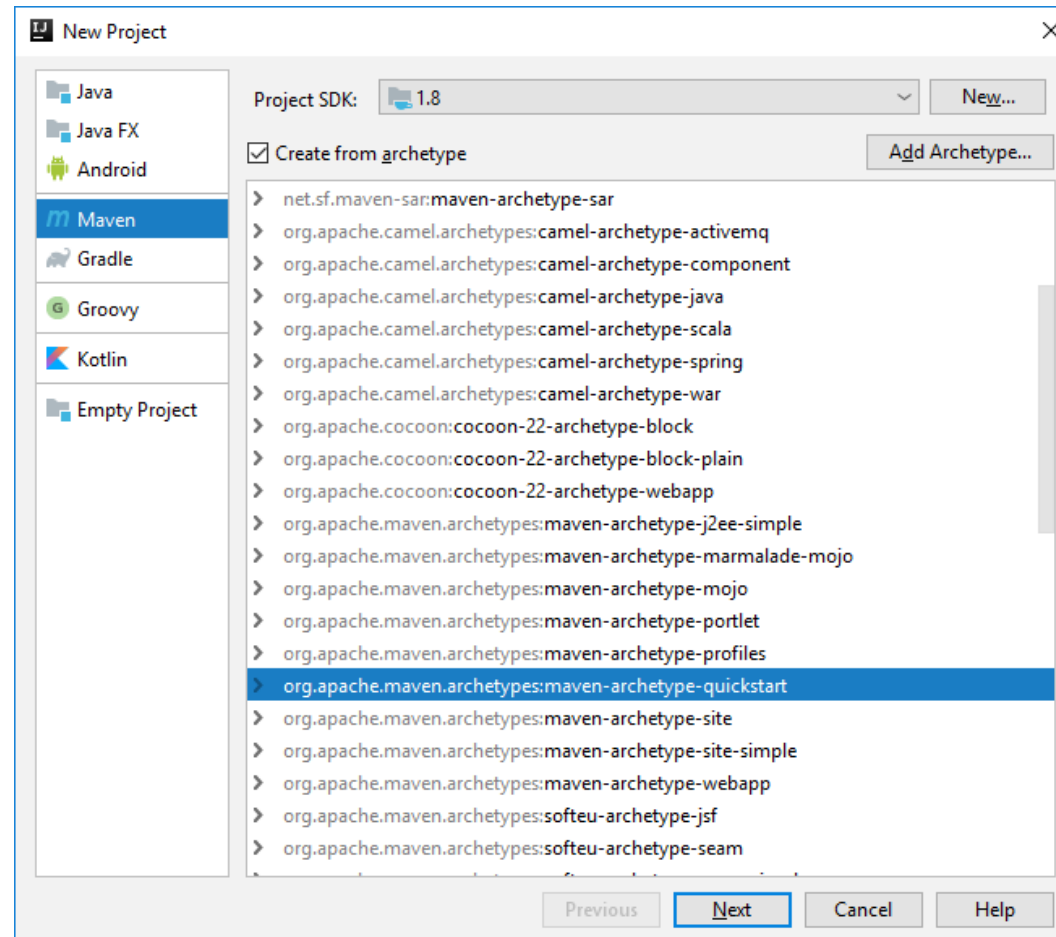 New Project
Java
Java FX
Android
Maven
Gradle
Groovy
Kotlin
Empty Project
Project SDK: 1.8 New...
Create from archetype Add Archetype...
net.sf.maven-sar:maven-archetype-sar
org.apache.camel.archetypes:camel-archetype-activemq
org.apache.camel.archetypes:camel-archetype-component
org.apache.camel.archetypes:camel-archetype-java
org.apache.camel.archetypes:camel-archetype-scala
org.apache.camel.archetypes:camel-archetype-spring
org.apache.camel.archetypes:camel-archetype-war
org.apache.cocoon:cocoon-22-archetype-block
org.apache.cocoon:cocoon-22-archetype-block-plain
org.apache.cocoon:cocoon-22-archetype-webapp
org.apache.maven.archetypes:maven-archetype-j2ee-simple
org.apache.maven.archetypes:maven-archetype-marmalade-mojo
org.apache.maven.archetypes:maven-archetype-mojo
org.apache.maven.archetypes:maven-archetype-portlet
org.apache.maven.archetypes:maven-archetype-profiles
org.apache.maven.archetypes:maven-archetype-quickstart
org.apache.maven.archetypes:maven-archetype-site
org.apache.maven.archetypes:maven-archetype-site-simple
org.apache.maven.archetypes:maven-archetype-webapp
org.apache.maven.archetypes:softeu-archetype-jsf
org.apache.maven.archetypes:softeu-archetype-seam
Previous Next Cancel Help